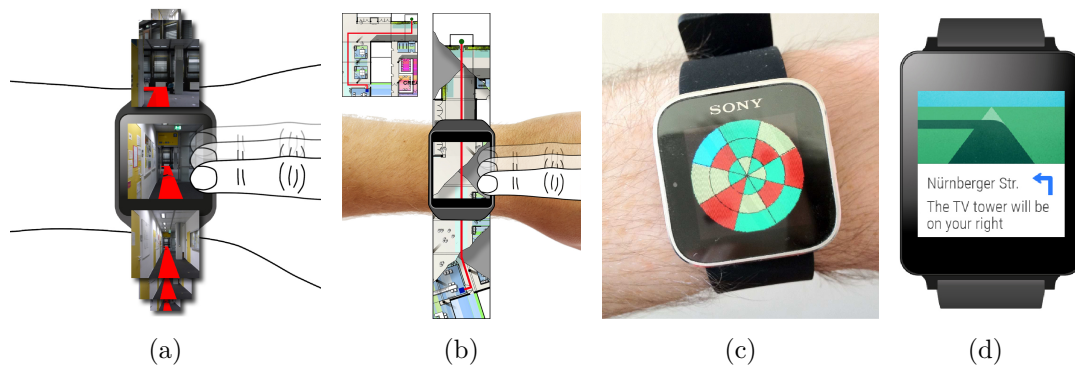 SONY
Nürnberger Str.
The TV tower will be
on your right
(a)
(b)
(c)
(d)